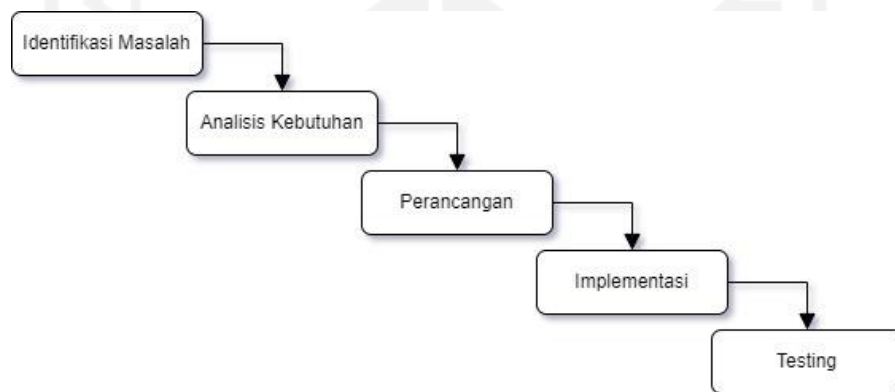 Identifikasi Masalah
Analisis Kebutuhan
Perancangan
Implementasi
Testing